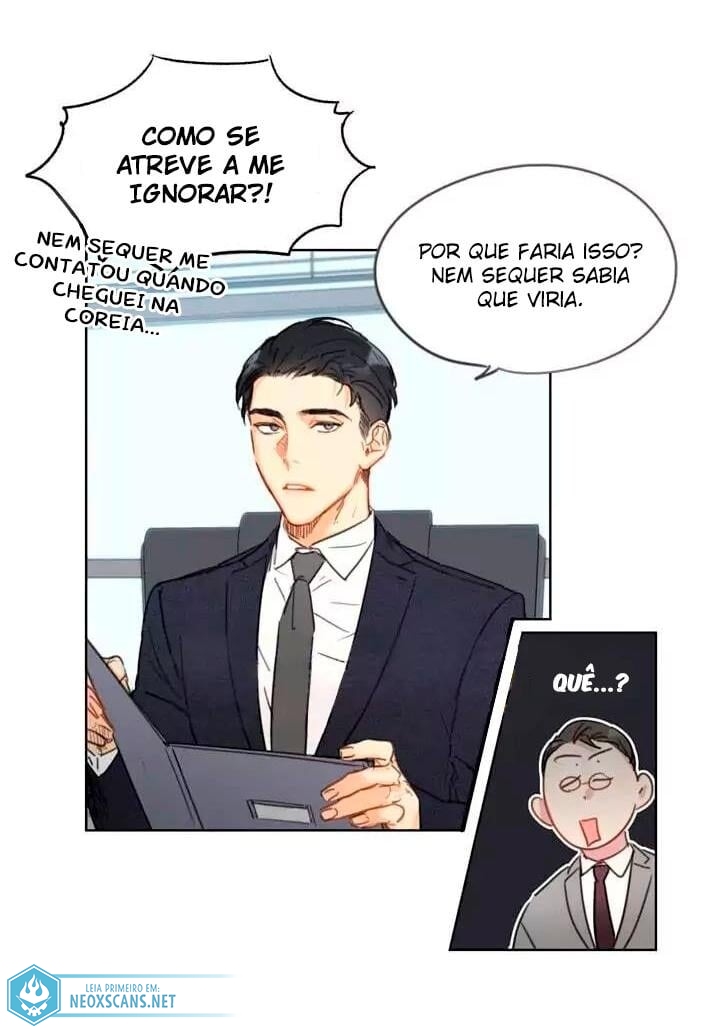 COMO SE
ATREVE A ME
IGNORAR?!
NEM SEQUER ME
CONTATOU QUANDO
CHEGUEI NA
COREIA...
POR QUE FARIA ISSO?
NEM SEQUER SABIA
QUE VIRIA.
QUÊ...?
LEIA PRIMEIRO EM:
NEOXSCANS.NET